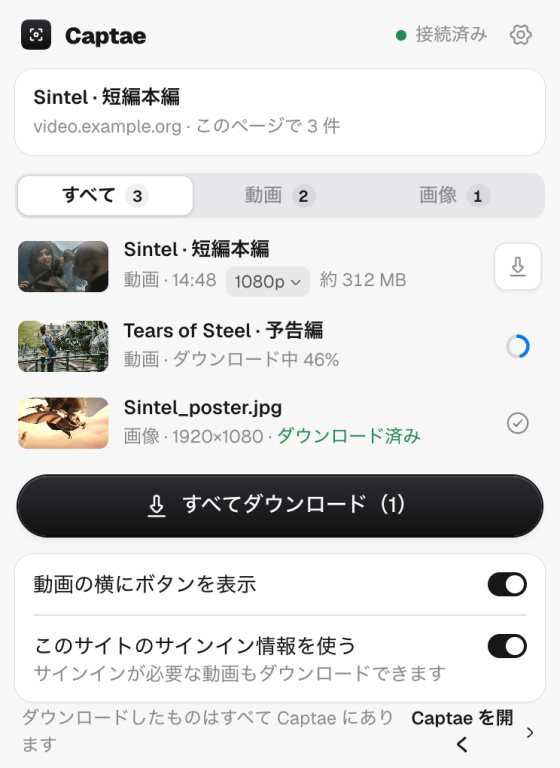 Captae
接続済み
Sintel · 短編本編
video.example.org · このページで 3 件
すべて 3
動画 2
画像 1
Sintel · 短編本編
動画 · 14:48 1080p 約 312 MB
Tears of Steel · 予告編
動画 · ダウンロード中 46%
Sintel_poster.jpg
画像 · 1920×1080 · ダウンロード済み
すべてダウンロード（1）
動画の横にボタンを表示
このサイトのサインイン情報を使う
サインインが必要な動画もダウンロードできます
ダウンロードしたものはすべて Captae にあり
ます
Captae を開
く